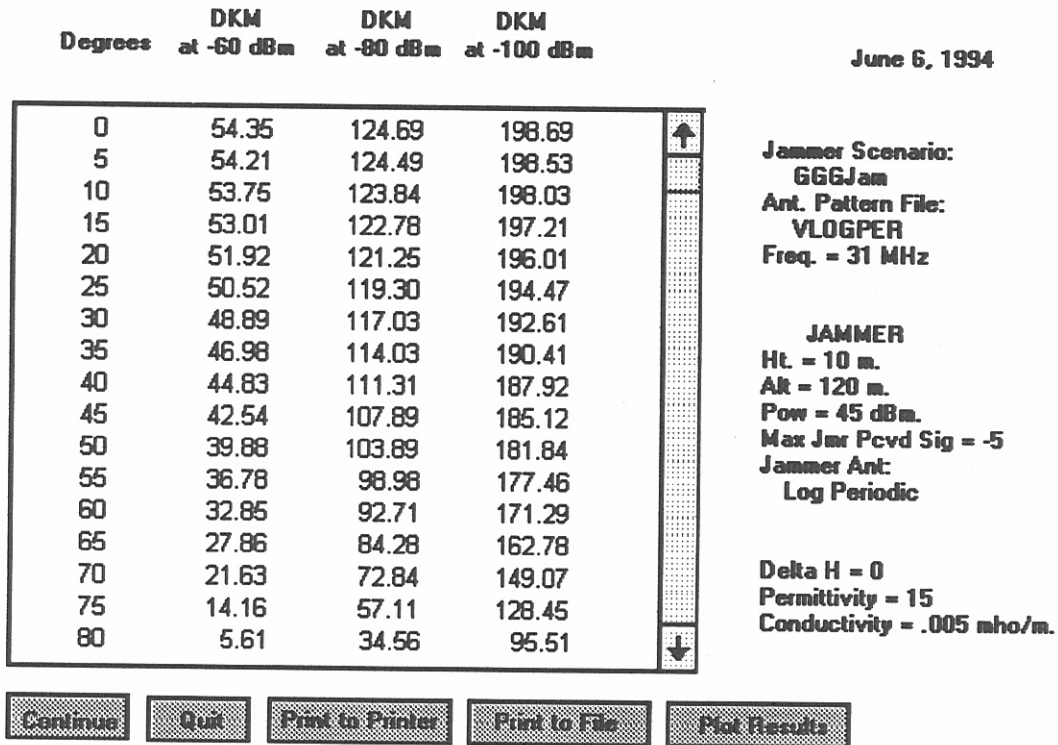 DKM DKM DKM
Degrees at -60 dBm at -80 dBm at -100 dBm
June 6, 1994
0 54.35 124.69 198.69
5 54.21 124.49 198.53
10 53.75 123.84 198.03
15 53.01 122.78 197.21
20 51.92 121.25 196.01
25 50.52 119.30 194.47
30 48.89 117.03 192.61
35 46.98 114.03 190.41
40 44.83 111.31 187.92
45 42.54 107.89 185.12
50 39.88 103.89 181.84
55 36.78 98.98 177.46
60 32.85 92.71 171.29
65 27.86 84.28 162.78
70 21.63 72.84 149.07
75 14.16 57.11 128.45
80 5.61 34.56 95.51
Jammer Scenario:
GGGJam
Ant. Pattern File:
VLOGPER
Freq. = 31 MHz
JAMMER
Ht. = 10 m.
Alt = 120 m.
Pow = 45 dBm.
Max Jmr Pcvd Sig = -5
Jammer Ant:
Log Periodic
Delta H = 0
Permittivity = 15
Conductivity = .005 mho/m.
Continue Quit Print to Printer Print to File Plot Results